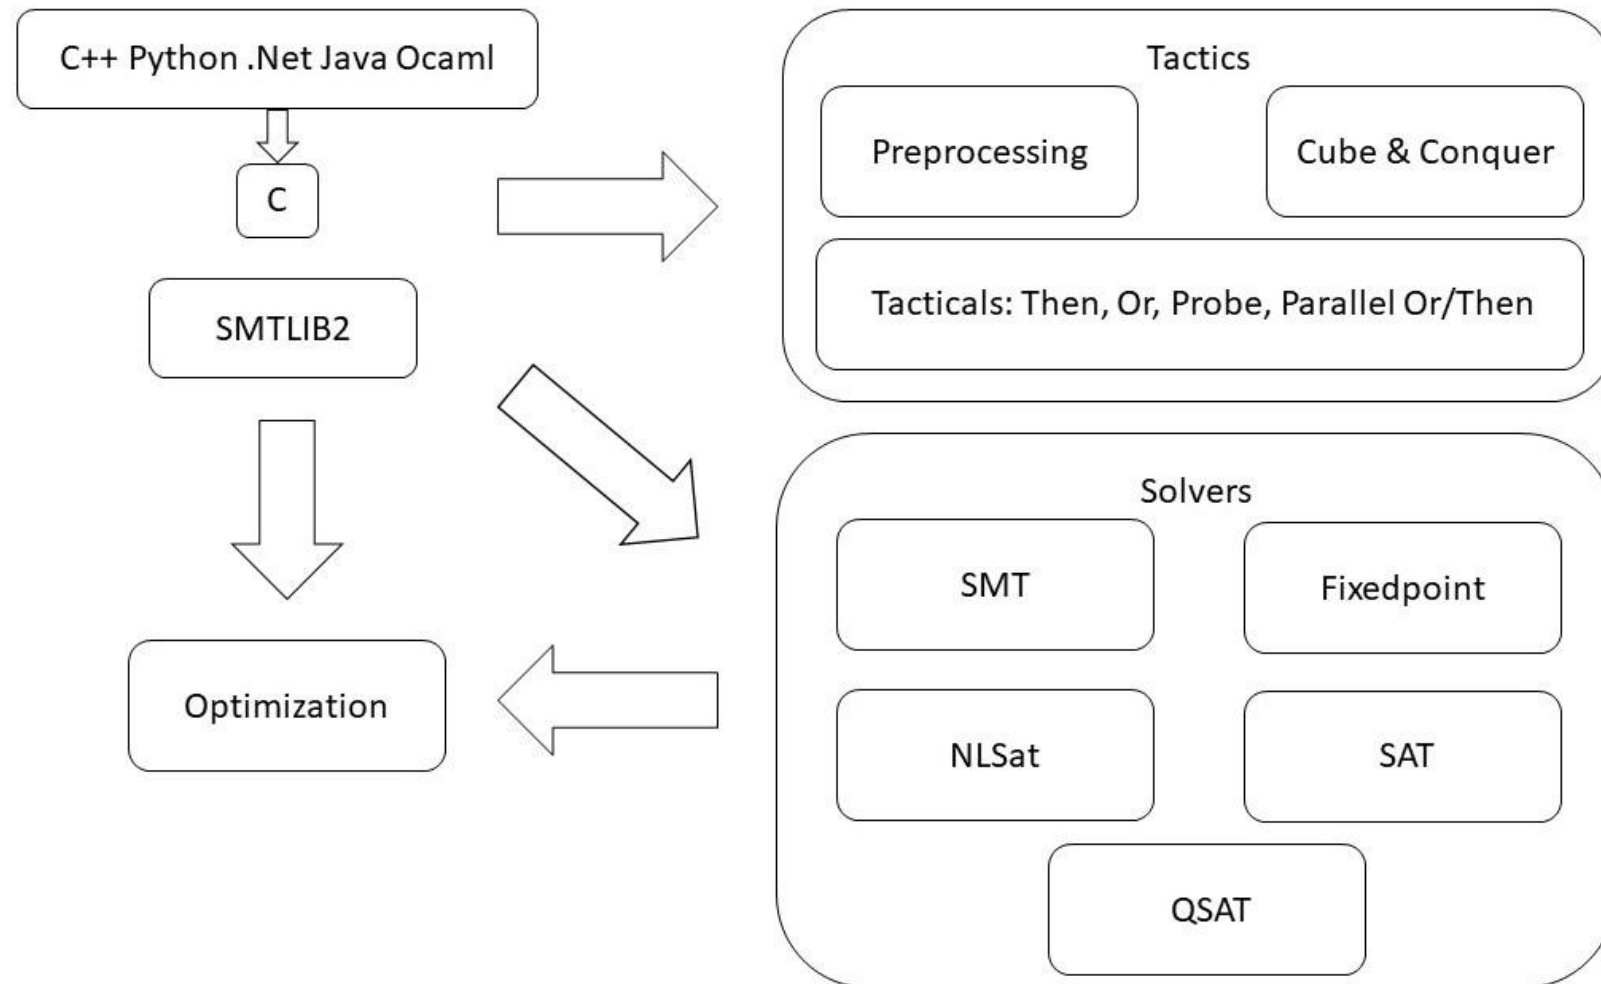 C++ Python .Net Java Ocaml
C
SMTLIB2
Optimization
Tactics
Preprocessing
Cube & Conquer
Tacticals: Then, Or, Probe, Parallel Or/Then
Solvers
SMT
Fixedpoint
NLSat
SAT
QSAT